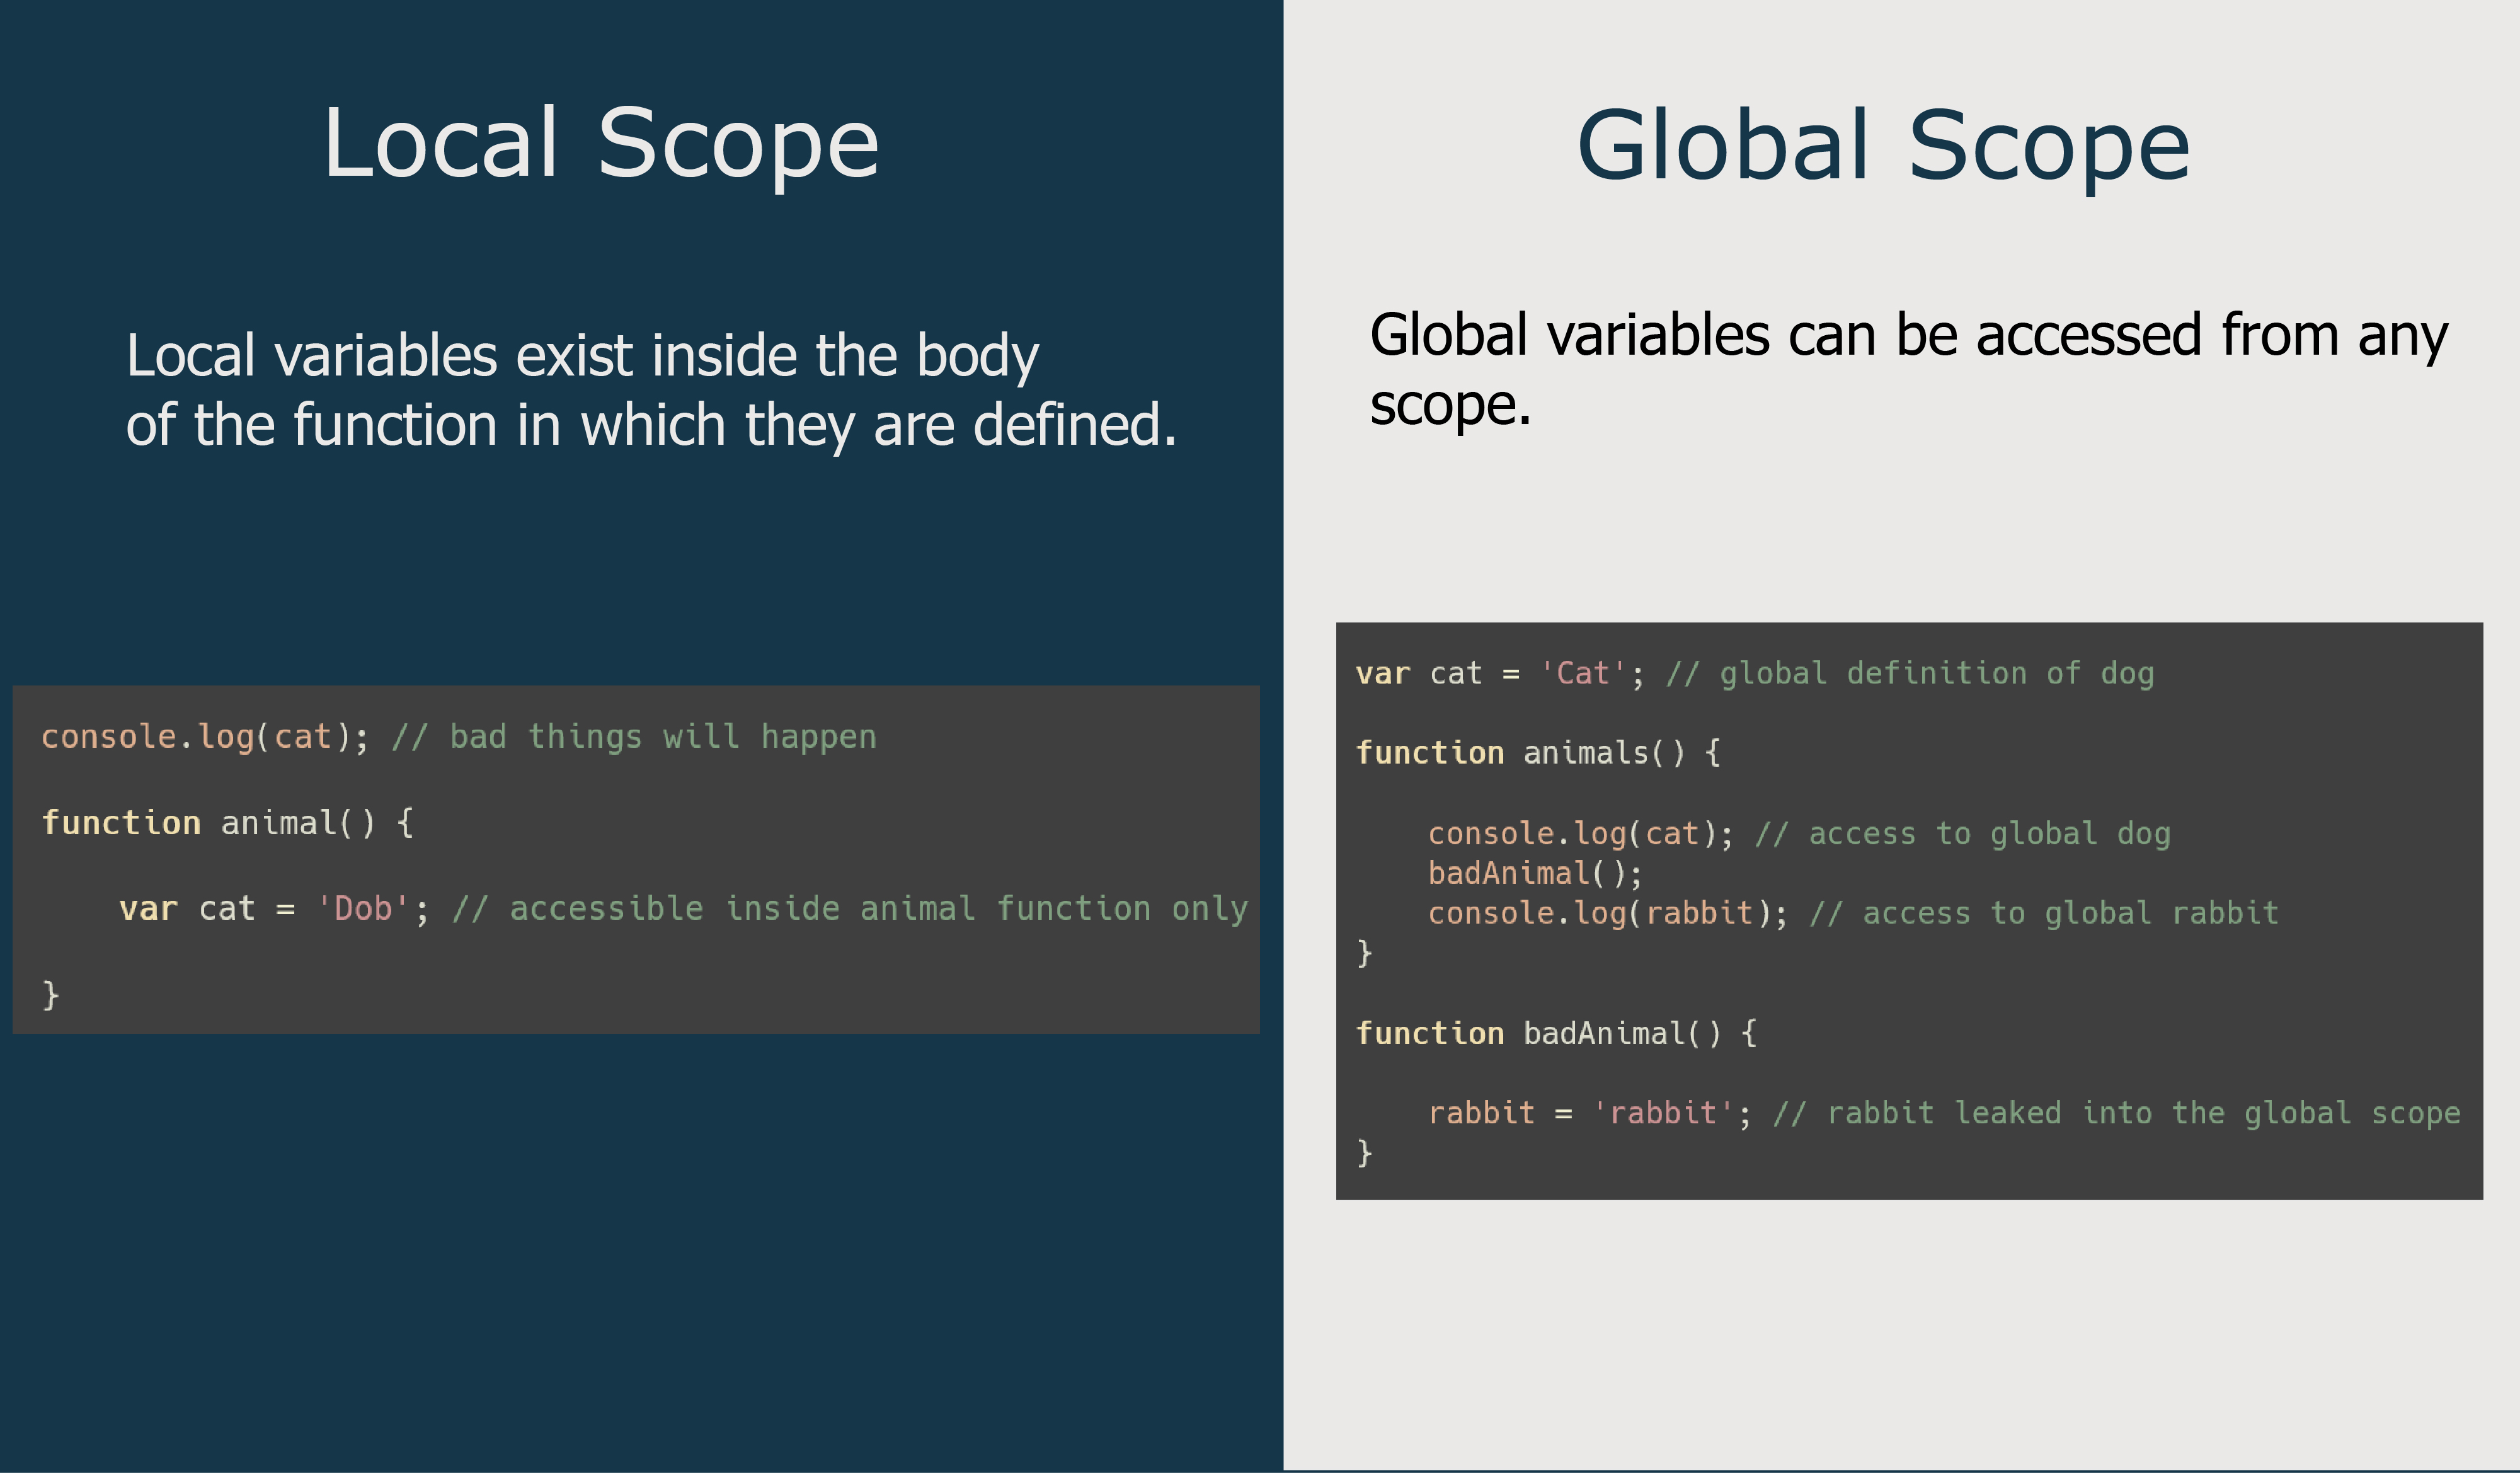 Local Scope
Local variables exist inside the body
of the function in which they are defined.
console.log(cat); // bad things will happen
function animal() {
var cat = 'Dob'; // accessible inside animal function only
}
Global Scope
Global variables can be accessed from any
scope.
var cat = 'Cat'; // global definition of dog
function animals() {
console.log(cat); // access to global dog
badAnimal();
console.log(rabbit); // access to global rabbit
}
function badAnimal() {
rabbit = 'rabbit'; // rabbit leaked into the global scope
}